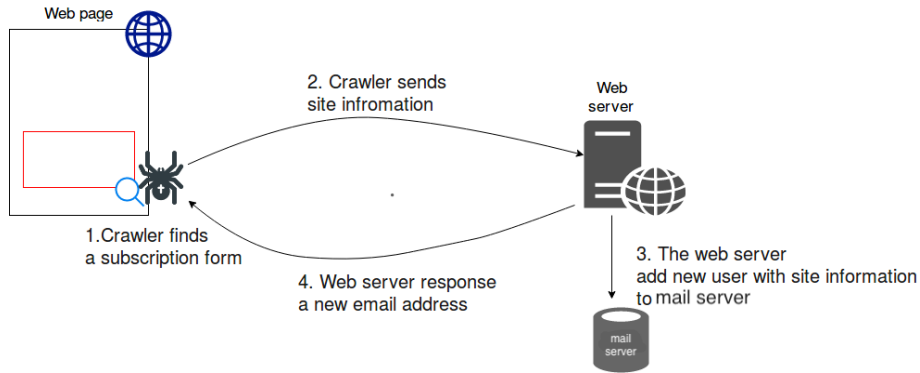 Web page
2. Crawler sends
site infromation
Web
server
1.Crawler finds
a subscription form
3. The web server
add new user with site information
to mail server
4. Web server response
a new email address
mail
server